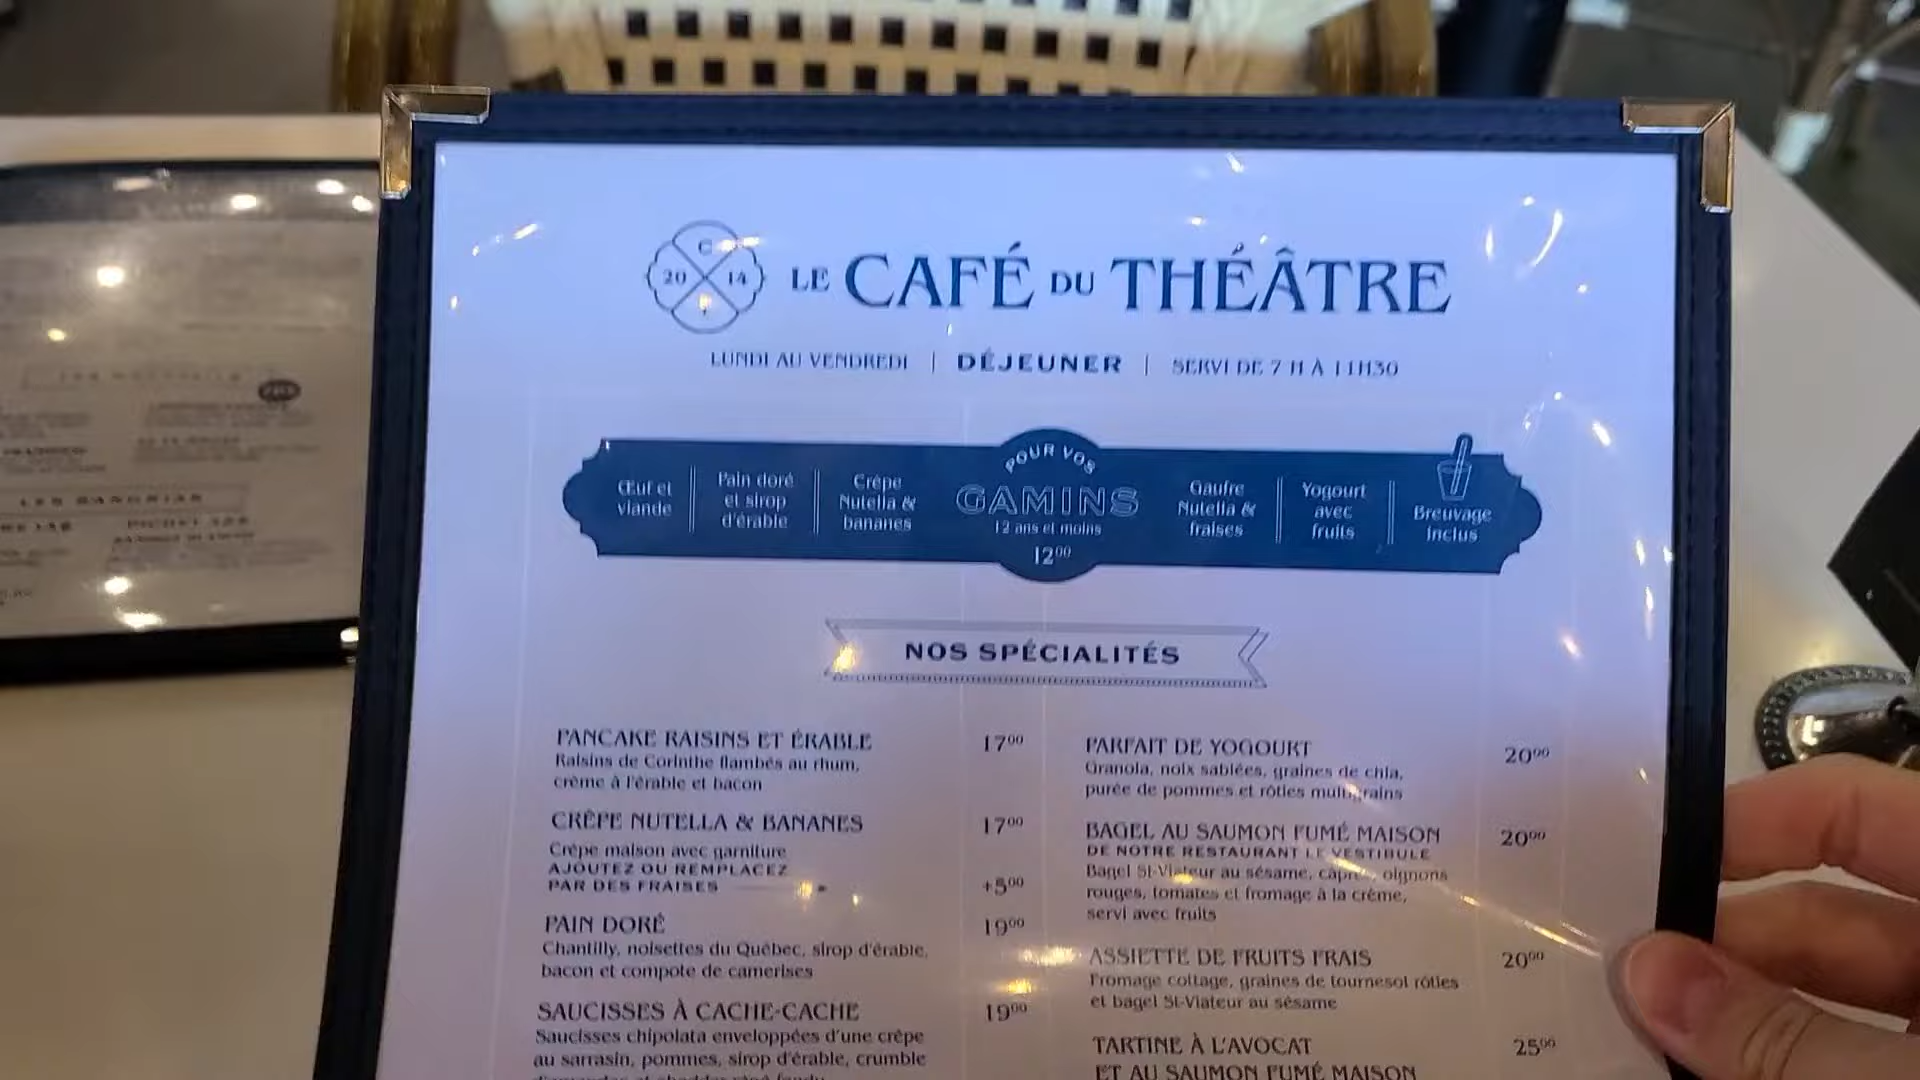 C
20 14
LE CAFÉ DU THÉÂTRE
LUNDI AU VENDREDI | DÉJEUNER | SERVI DE 7 H À 11H30
Œuf et
viande
Pain doré
et sirop
d'érable
Crêpe
Nutella &
bananes
POUR VOS
GAMINS
12 ans et moins
12⁰⁰
Gaufre
Nutella &
fraises
Yogourt
avec
fruits
Breuvage
inclus
NOS SPÉCIALITÉS
PANCAKE RAISINS ET ÉRABLE 17⁰⁰
Raisins de Corinthe flambés au rhum,
crème à l'érable et bacon
CRÊPE NUTELLA & BANANES 17⁰⁰
Crêpe maison avec garniture
AJOUTEZ OU REMPLACEZ
PAR DES FRAISES +5⁰⁰
PAIN DORÉ 19⁰⁰
Chantilly, noisettes du Québec, sirop d'érable,
bacon et compote de camerises
SAUCISSES À CACHE-CACHE 19⁰⁰
Saucisses chipolata enveloppées d'une crêpe
au sarrasin, pommes, sirop d'érable, crumble
PARFAIT DE YOGOURT 20⁰⁰
Granola, noix sablées, graines de chia,
purée de pommes et rôties multigrains
BAGEL AU SAUMON FUMÉ MAISON 20⁰⁰
DE NOTRE RESTAURANT LE VESTIBULE
Bagel St-Viateur au sésame, câpres, oignons
rouges, tomates et fromage à la crème,
servi avec fruits
ASSIETTE DE FRUITS FRAIS 20⁰⁰
Fromage cottage, graines de tournesol rôties
et bagel St-Viateur au sésame
TARTINE À L'AVOCAT 25⁰⁰
ET AU SAUMON FUMÉ MAISON
LES SANGRIAS